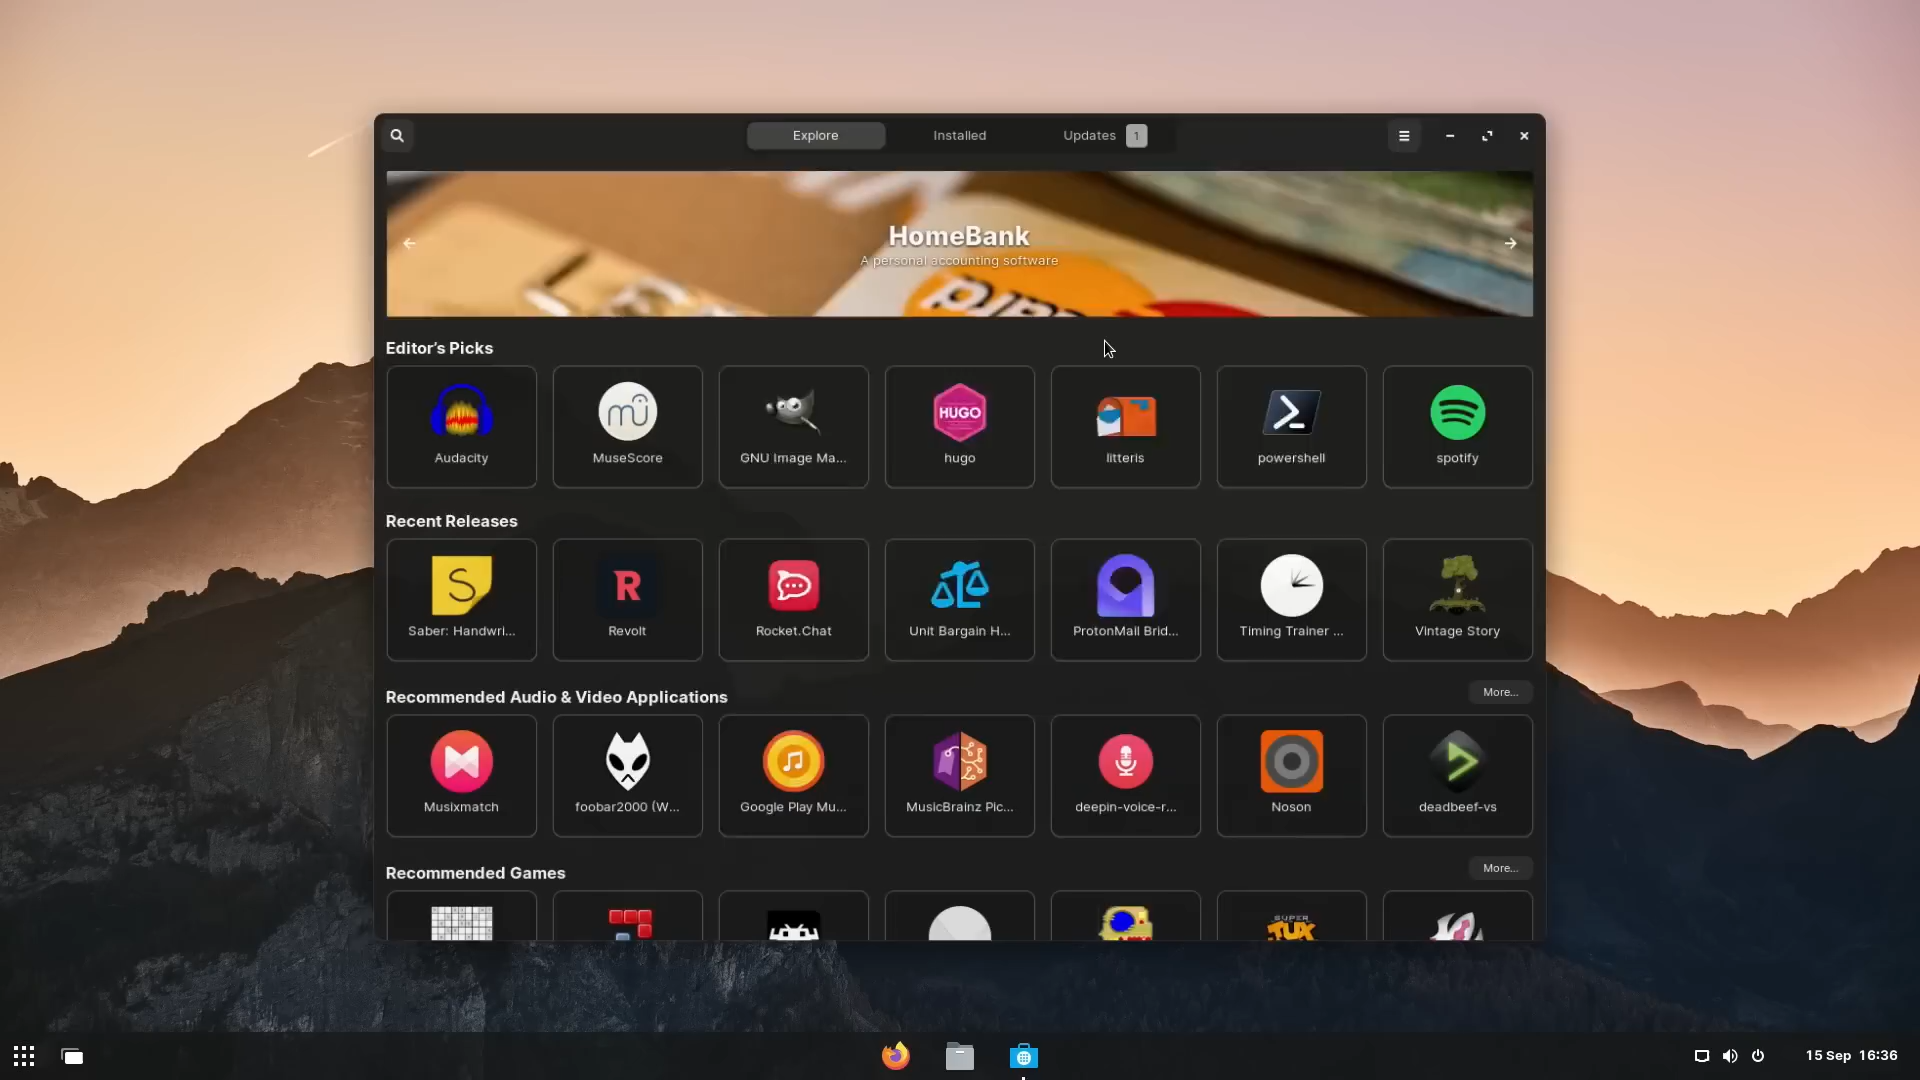 Explore
Installed
Updates 1
HomeBank
A personal accounting software
Editor’s Picks
Audacity
MuseScore
GNU Image Ma...
HUGO
hugo
litteris
powershell
spotify
Recent Releases
Saber: Handwri...
R
Revolt
Rocket.Chat
Unit Bargain H...
ProtonMail Brid...
Timing Trainer ...
Vintage Story
Recommended Audio & Video Applications
More...
Musixmatch
foobar2000 (W...
Google Play Mu...
MusicBrainz Pic...
deepin-voice-r...
Noson
deadbeef-vs
Recommended Games
More...
SUPER
TUX
15 Sep 16:36